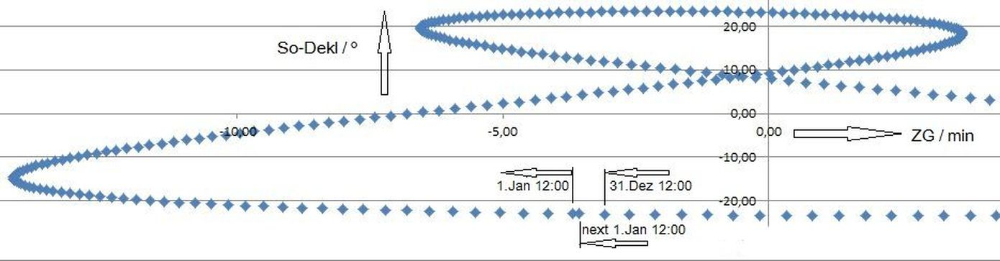 20,00
So-Dekl / °
10,00
0,00
-10,00
-5,00
0,00
ZG / min
-10,00
1.Jan 12:00
31.Dez 12:00
-20,00
next 1.Jan 12:00